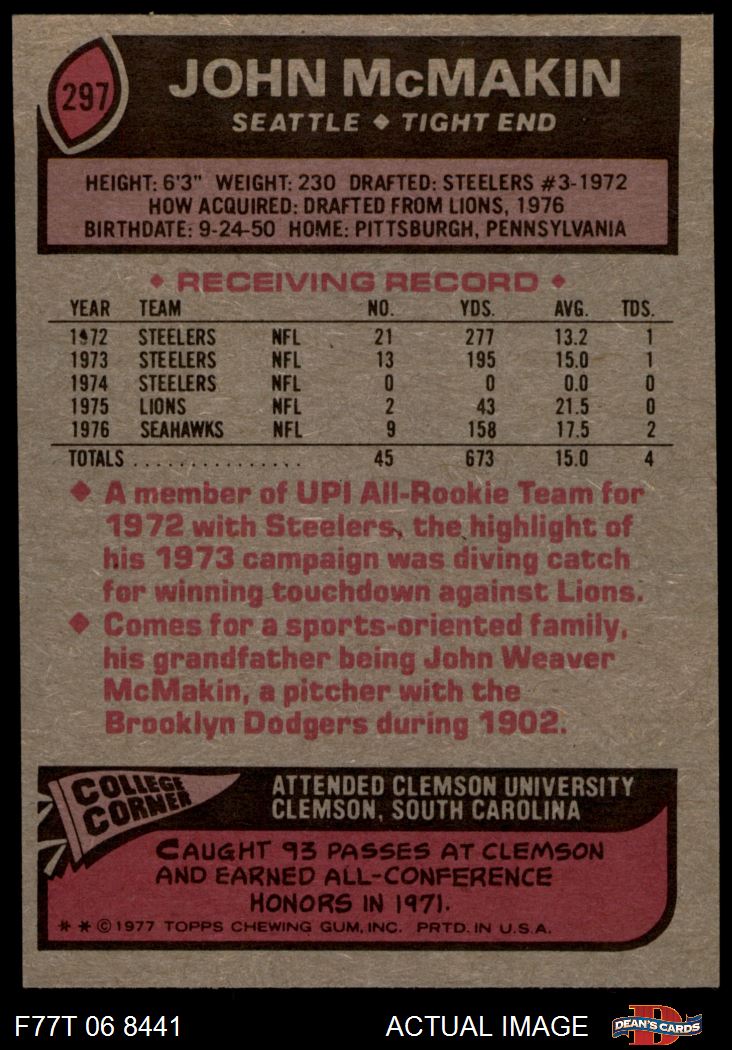 297
JOHN McMAKIN
SEATTLE ◆ TIGHT END
HEIGHT: 6'3" WEIGHT: 230 DRAFTED: STEELERS #3-1972
HOW ACQUIRED: DRAFTED FROM LIONS, 1976
BIRTHDATE: 9-24-50 HOME: PITTSBURGH, PENNSYLVANIA
◆ RECEIVING RECORD ◆
YEAR TEAM NO. YDS. AVG. TDS.
1972 STEELERS NFL 21 277 13.2 1
1973 STEELERS NFL 13 195 15.0 1
1974 STEELERS NFL 0 0 0.0 0
1975 LIONS NFL 2 43 21.5 0
1976 SEAHAWKS NFL 9 158 17.5 2
TOTALS ............... 45 673 15.0 4
◆ A member of UPI All-Rookie Team for
1972 with Steelers, the highlight of
his 1973 campaign was diving catch
for winning touchdown against Lions.
◆ Comes for a sports-oriented family,
his grandfather being John Weaver
McMakin, a pitcher with the
Brooklyn Dodgers during 1902.
COLLEGE
CORNER
ATTENDED CLEMSON UNIVERSITY
CLEMSON, SOUTH CAROLINA
CAUGHT 93 PASSES AT CLEMSON
AND EARNED ALL-CONFERENCE
HONORS IN 1971.
* * © 1977 TOPPS CHEWING GUM, INC. PRTD. IN U.S.A.
F77T 06 8441 ACTUAL IMAGE
D
DEAN'S CARDS